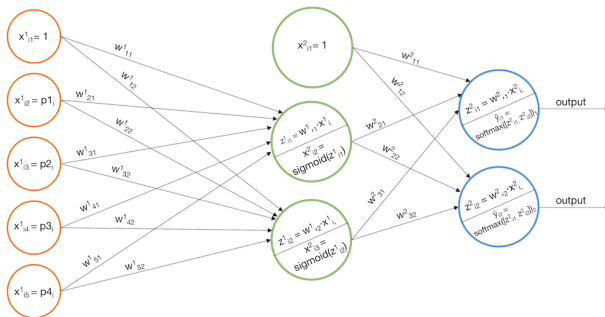 x¹ᵢ₁ = 1
x¹ᵢ₂ = p1ᵢ
x¹ᵢ₃ = p2ᵢ
x¹ᵢ₄ = p3ᵢ
x¹ᵢ₅ = p4ᵢ
w¹₁₁
w¹₁₂
w¹₂₁
w¹₂₂
w¹₃₁
w¹₃₂
w¹₄₁
w¹₄₂
w¹₅₁
w¹₅₂
x²ᵢ₁ = 1
z¹ᵢ₁ = w¹,₁·x¹ᵢ,
x²ᵢ₂ =
sigmoid(z¹ᵢ₁)
z¹ᵢ₂ = w¹,₂·x¹ᵢ,
x²ᵢ₃ =
sigmoid(z¹ᵢ₂)
w²₁₁
w²₁₂
w²₂₁
w²₂₂
w²₃₁
w²₃₂
z²ᵢ₁ = w²,₁·x²ᵢ,
ŷᵢ₁ =
softmax([z²ᵢ₁, z²ᵢ₂])₁
z²ᵢ₂ = w²,₂·x²ᵢ,
ŷᵢ₂ =
softmax([z²ᵢ₁, z²ᵢ₂])₂
output
output